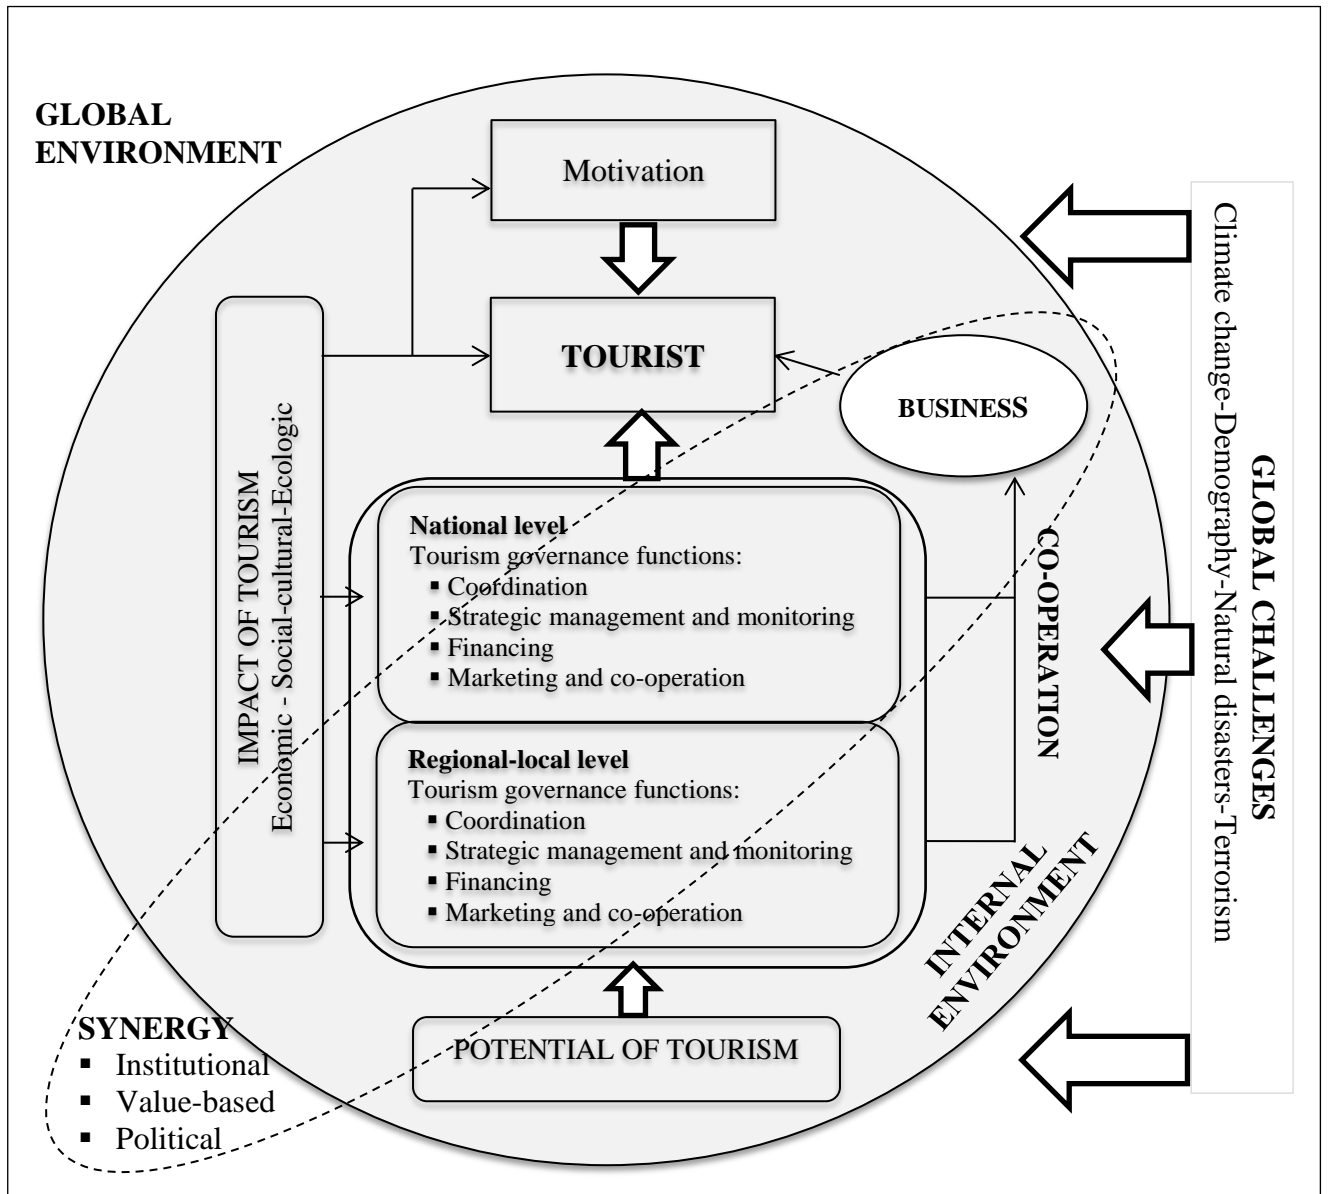 GLOBAL
ENVIRONMENT
Motivation
TOURIST
BUSINESS
IMPACT OF TOURISM
Economic - Social-cultural-Ecologic
National level
Tourism governance functions:
▪ Coordination
▪ Strategic management and monitoring
▪ Financing
▪ Marketing and co-operation
Regional-local level
Tourism governance functions:
▪ Coordination
▪ Strategic management and monitoring
▪ Financing
▪ Marketing and co-operation
CO-OPERATION
INTERNAL
ENVIRONMENT
GLOBAL CHALLENGES
Climate change-Demography-Natural disasters-Terrorism
POTENTIAL OF TOURISM
SYNERGY
▪ Institutional
▪ Value-based
▪ Political